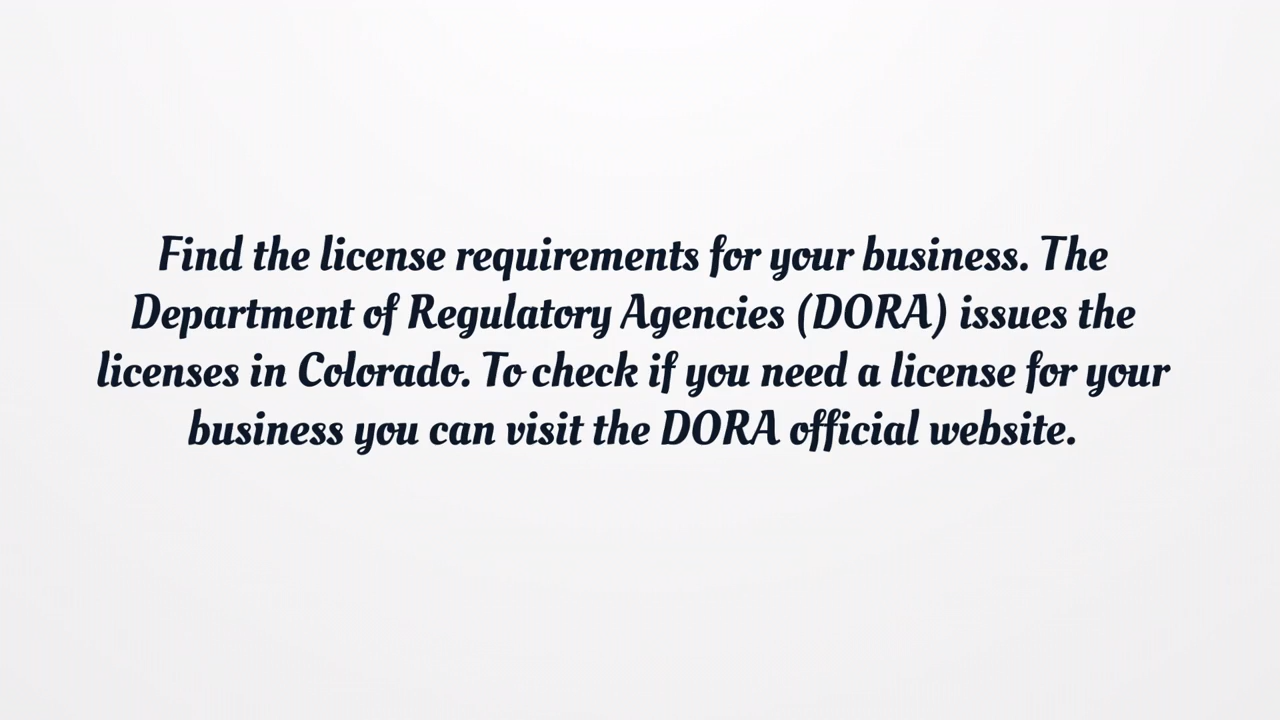 Find the license requirements for your business. The
Department of Regulatory Agencies (DORA) issues the
licenses in Colorado. To check if you need a license for your
business you can visit the DORA official website.